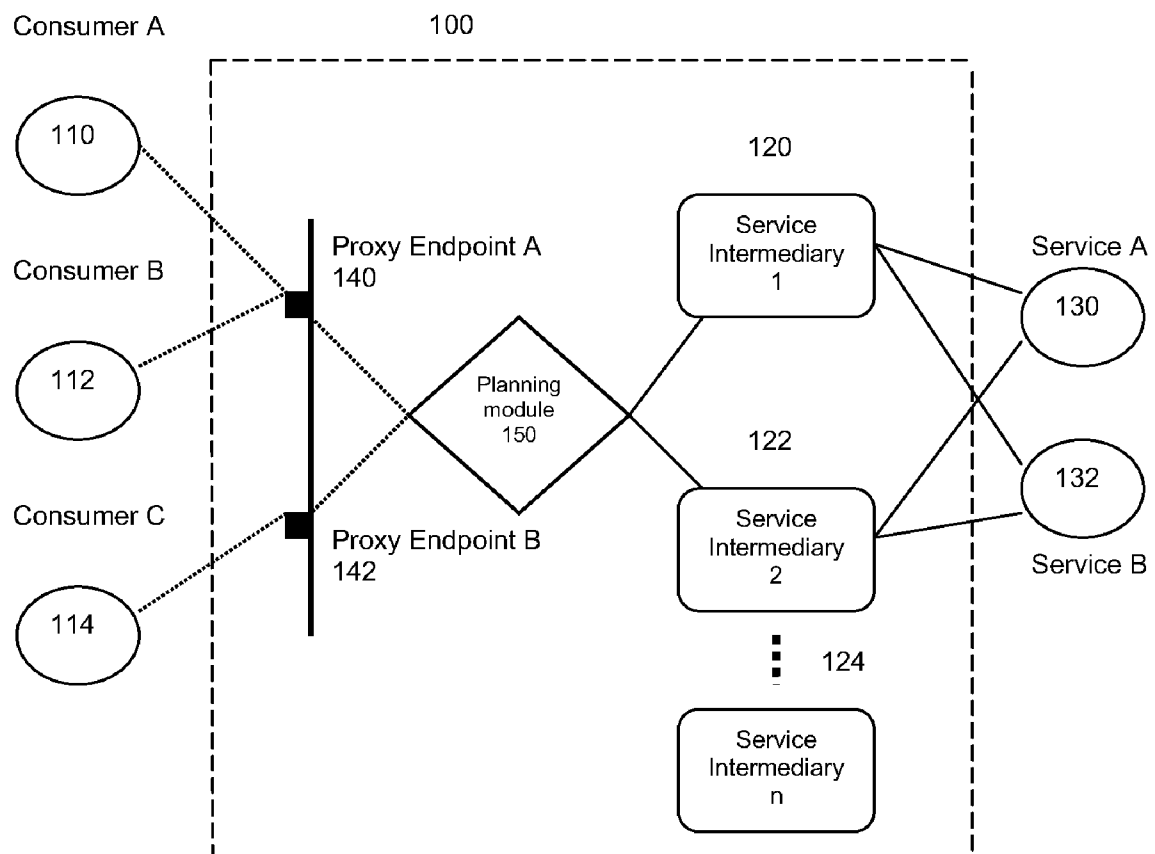 Consumer A
100
110
120
Service
Intermediary
1
Proxy Endpoint A
140
Consumer B
Service A
130
112
Planning
module
150
122
132
Consumer C
Service
Intermediary
2
Proxy Endpoint B
142
Service B
114
124
Service
Intermediary
n